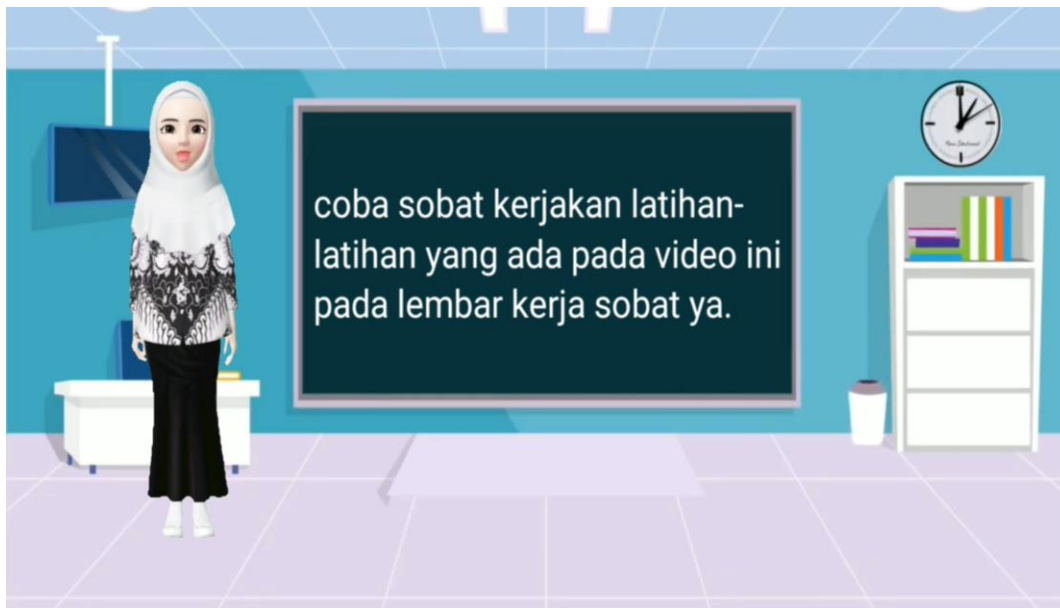 coba sobat kerjakan latihan-
latihan yang ada pada video ini
pada lembar kerja sobat ya.